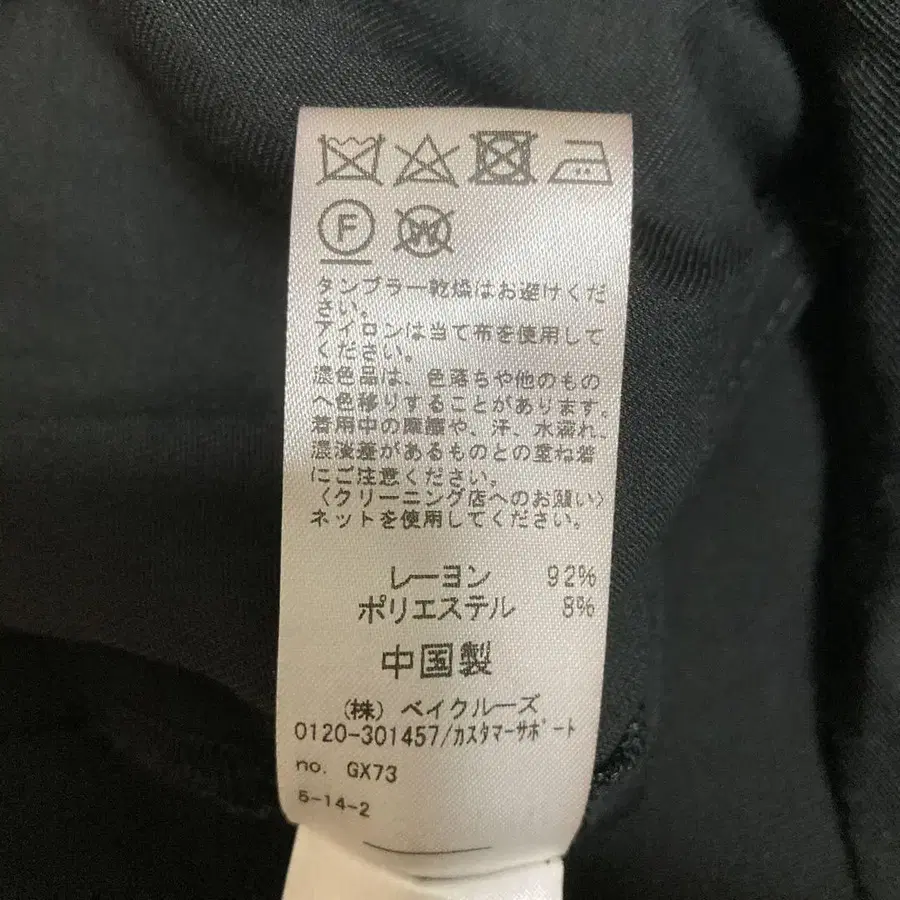 F
W
タンブラー乾燥はお避けくだ
さい。
アイロンは当て布を使用して
ください。
濃色品は、色落ちや他のもの
へ色移りすることがあります。
着用中の摩擦や、汗、水濡れ、
濃淡差があるものとの重ね着
にご注意ください。
〈クリーニング店へのお願い〉
ネットを使用してください。
レーヨン 92%
ポリエステル 8%
中国製
(株) ベイクルーズ
0120-301457/カスタマーサポート
no. GX73
5-14-2